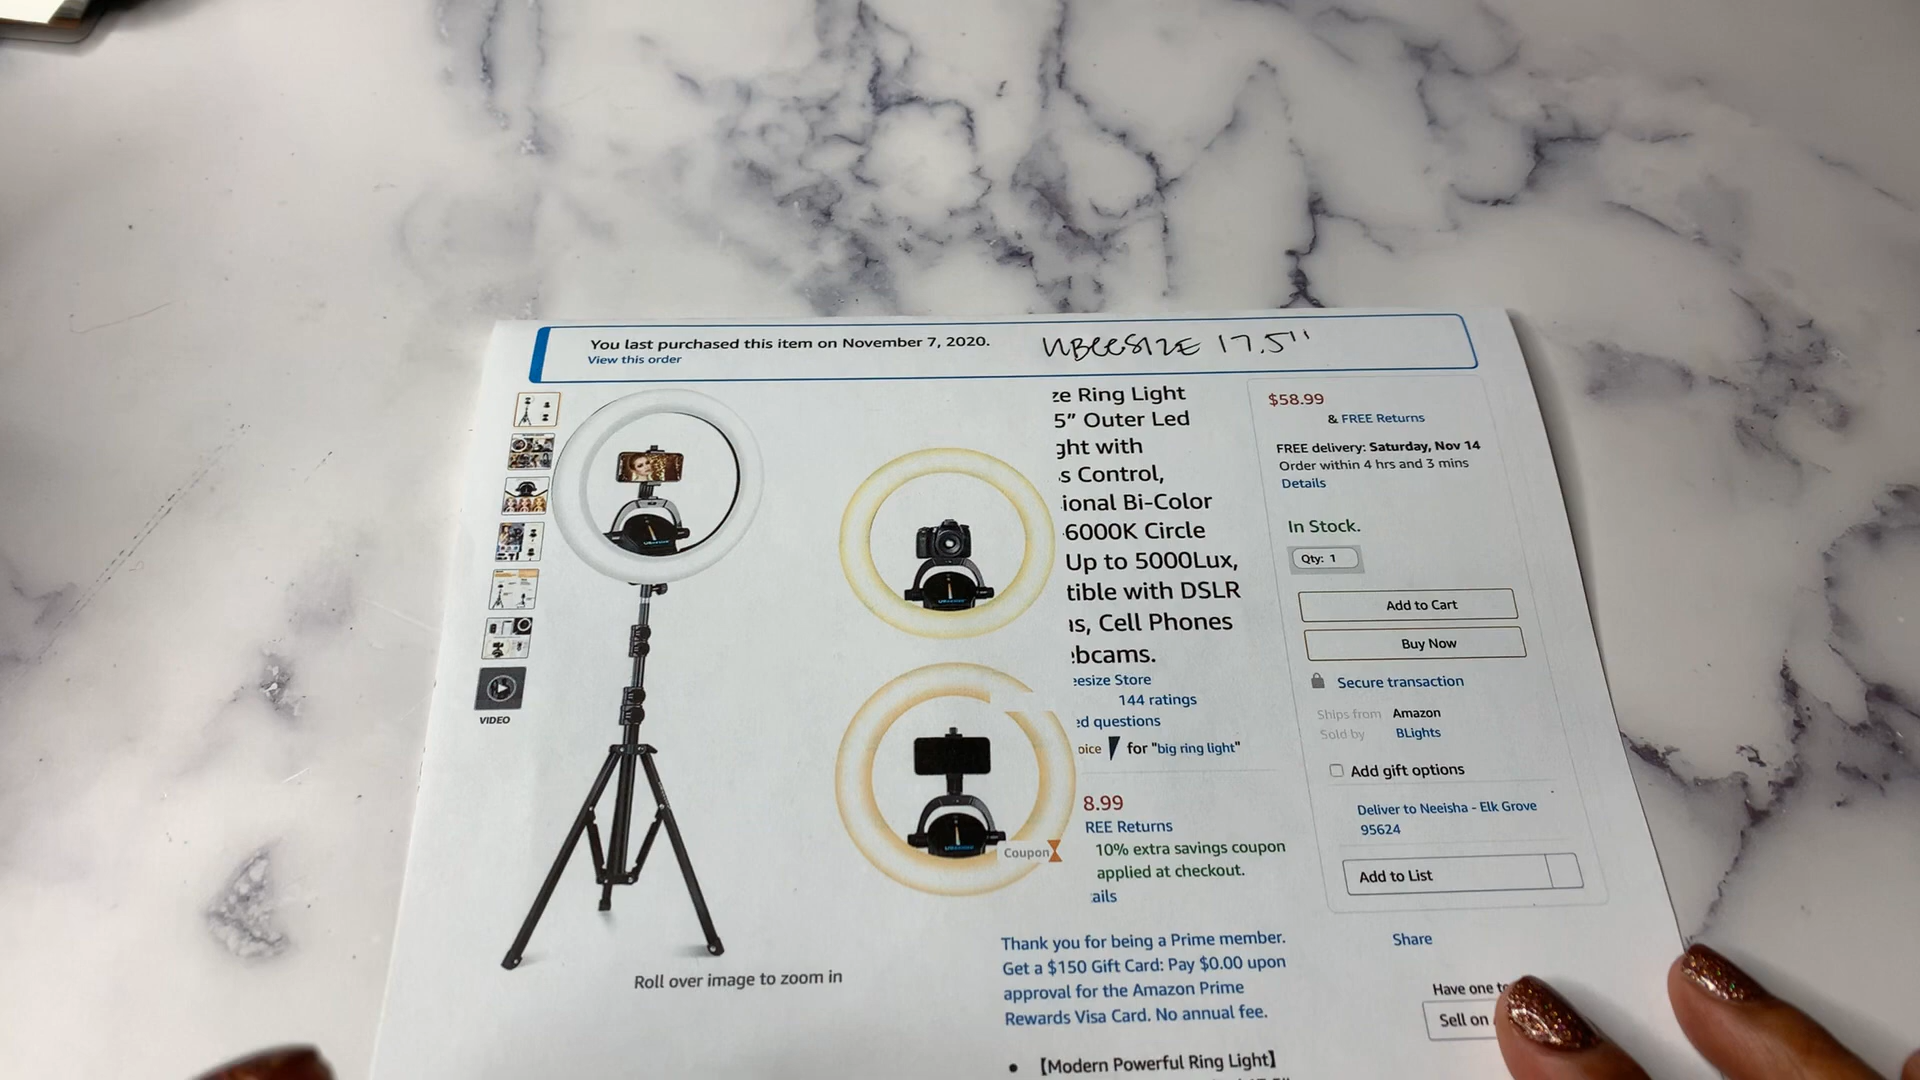 You last purchased this item on November 7, 2020.
View this order
UBEESIZE 17.5"
VIDEO
Roll over image to zoom in
ze Ring Light
5" Outer Led
ght with
s Control,
ional Bi-Color
6000K Circle
Up to 5000Lux,
tible with DSLR
ns, Cell Phones
ebcams.
eesize Store
144 ratings
ed questions
oice for "big ring light"
8.99
REE Returns
Coupon
10% extra savings coupon
applied at checkout.
ails
Thank you for being a Prime member.
Get a $150 Gift Card: Pay $0.00 upon
approval for the Amazon Prime
Rewards Visa Card. No annual fee.
• 【Modern Powerful Ring Light】
$58.99
& FREE Returns
FREE delivery: Saturday, Nov 14
Order within 4 hrs and 3 mins
Details
In Stock.
Qty: 1
Add to Cart
Buy Now
Secure transaction
Ships from Amazon
Sold by BLights
Add gift options
Deliver to Neeisha - Elk Grove
95624
Add to List
Share
Have one
Sell on